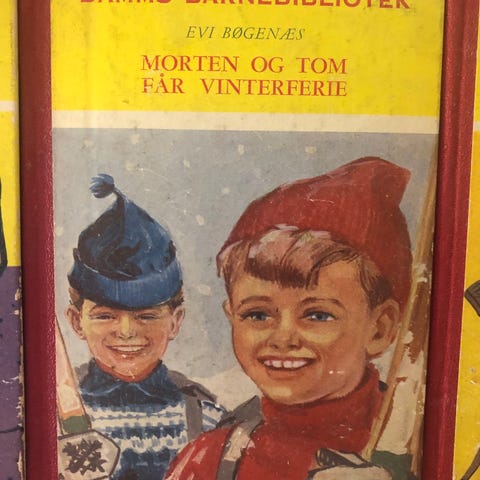 DAMMS BARNEBIBLIOTEK
EVI BØGENÆS
MORTEN OG TOM
FÅR VINTERFERIE